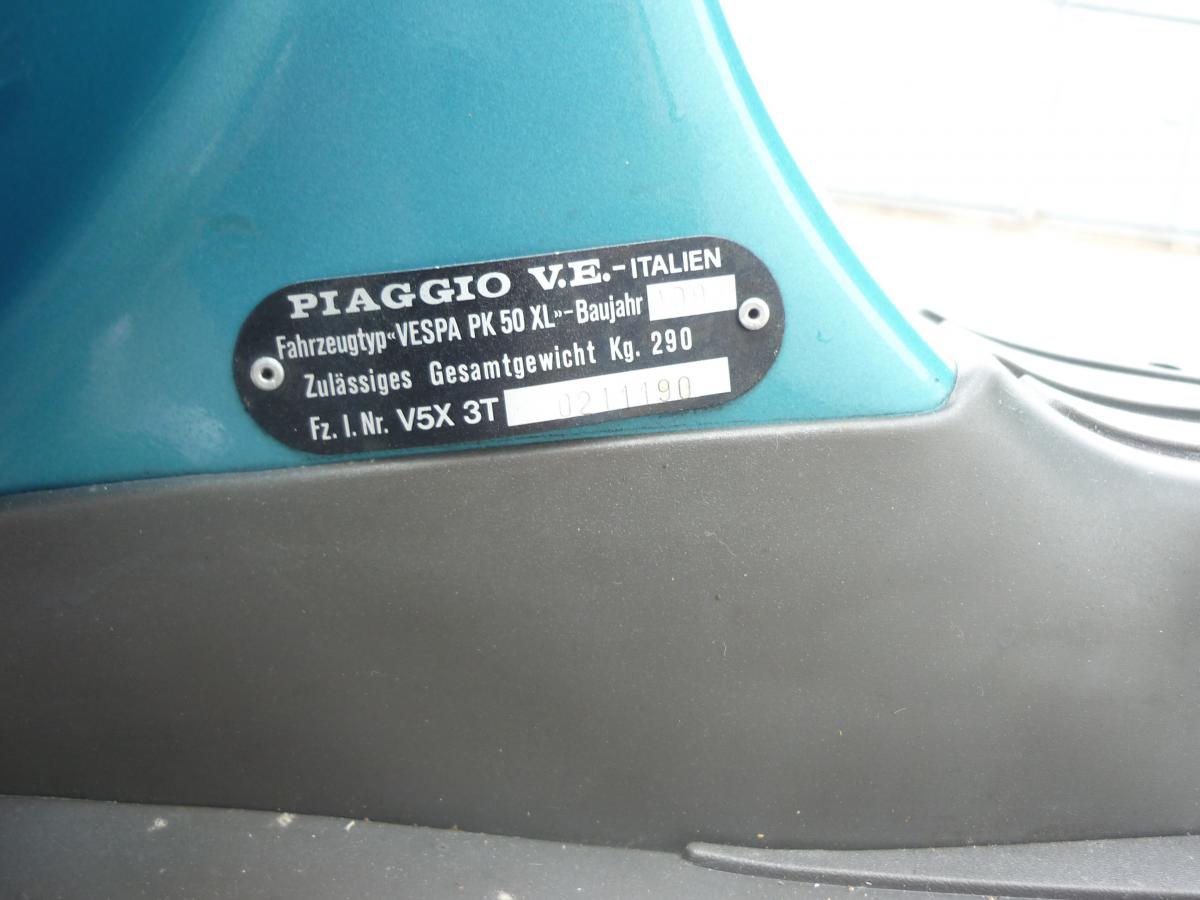 PIAGGIO V.E.-ITALIEN
Fahrzeugtyp«VESPA PK 50 XL»-Baujahr
Zulässiges Gesamtgewicht Kg. 290
Fz. I. Nr. V5X 3T 0211190